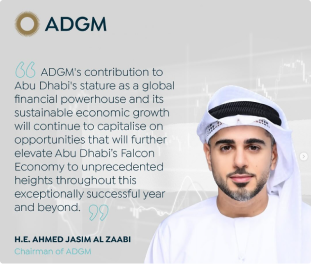 ADGM
“ ADGM's contribution to
Abu Dhabi's stature as a global
financial powerhouse and its
sustainable economic growth
will continue to capitalise on
opportunities that will further
elevate Abu Dhabi's Falcon
Economy to unprecedented
heights throughout this
exceptionally successful year
and beyond. ”
H.E. AHMED JASIM AL ZAABI
Chairman of ADGM